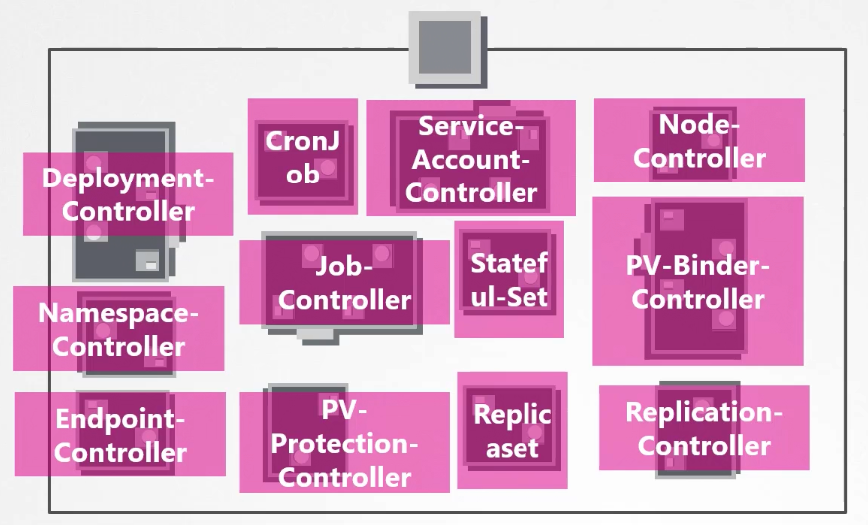 Deployment-
Controller
CronJ
ob
Service-
Account-
Controller
Node-
Controller
Namespace-
Controller
Job-
Controller
Statef
ul-Set
PV-Binder-
Controller
Endpoint-
Controller
PV-
Protection-
Controller
Replic
aset
Replication-
Controller